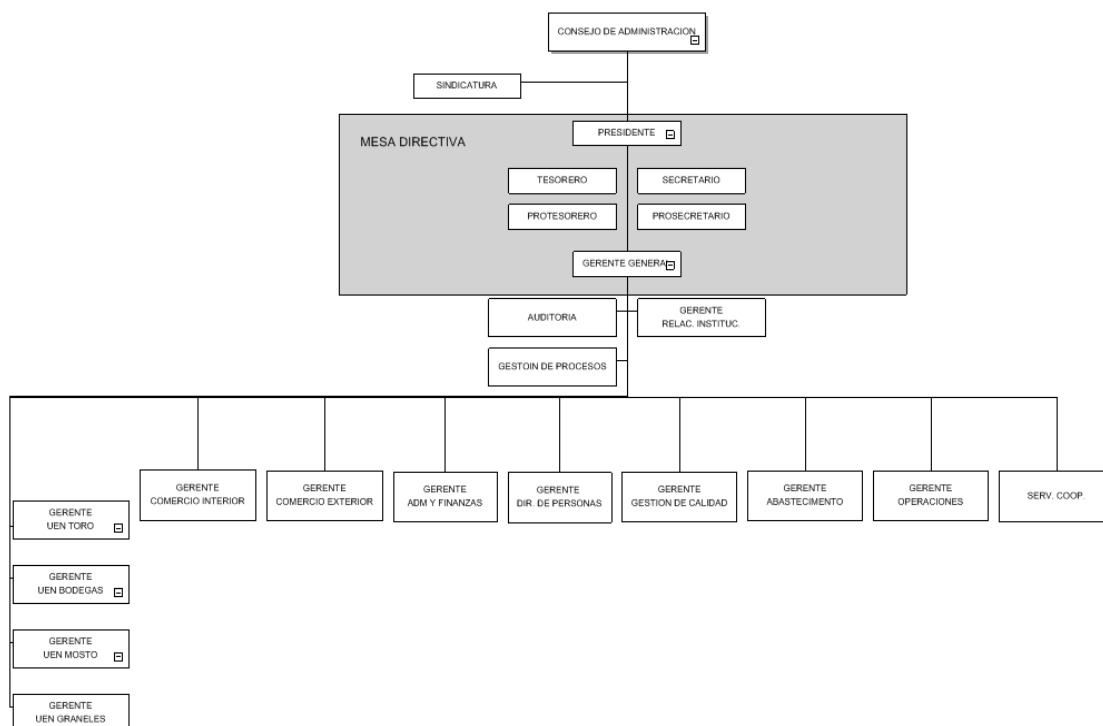 CONSEJO DE ADMINISTRACION
SINDICATURA
MESA DIRECTIVA
PRESIDENTE
TESORERO
SECRETARIO
PROTESORERO
PROSECRETARIO
GERENTE GENERA
AUDITORIA
GERENTE
RELAC. INSTITUC.
GESTOIN DE PROCESOS
GERENTE
COMERCIO INTERIOR
GERENTE
COMERCIO EXTERIOR
GERENTE
ADM Y FINANZAS
GERENTE
DIR. DE PERSONAS
GERENTE
GESTION DE CALIDAD
GERENTE
ABASTECIMENTO
GERENTE
OPERACIONES
SERV. COOP.
GERENTE
UEN TORO
GERENTE
UEN BODEGAS
GERENTE
UEN MOSTO
GERENTE
UEN GRANELES